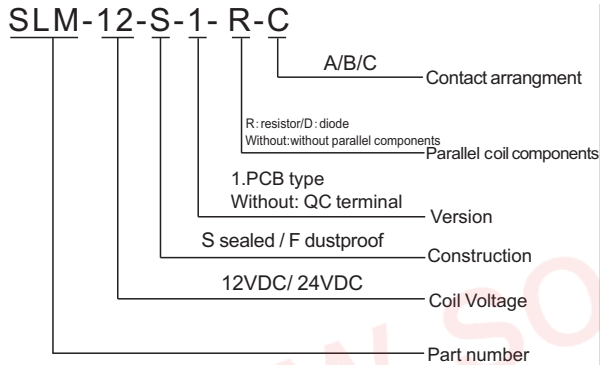 SLM-12-S-1- R-C
A/B/C
Contact arrangment
R:resistor/D:diode
Without:without parallel components
Parallel coil components
1.PCB type
Without: QC terminal
Version
S sealed / F dustproof
Construction
12VDC/ 24VDC
Coil Voltage
Part number